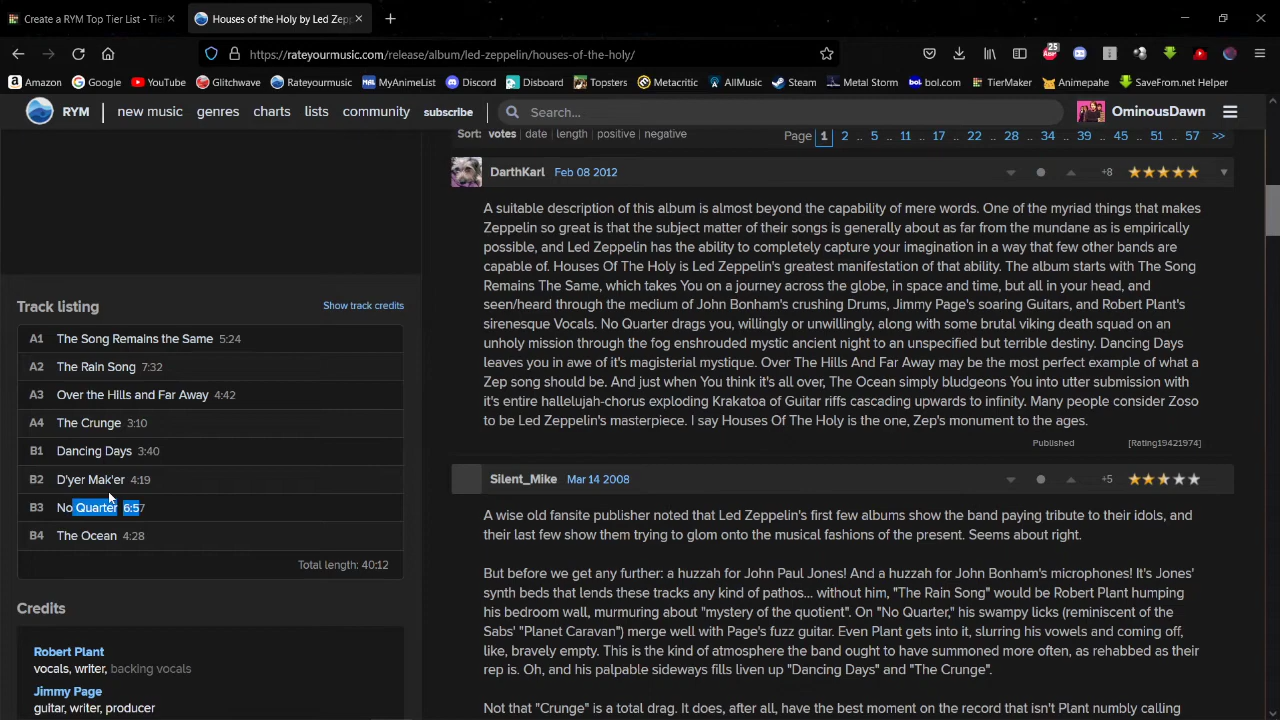 Create a RYM Top Tier List - Tie
Houses of the Holy by Led Zepp
https://rateyourmusic.com/release/album/led-zeppelin/houses-of-the-holy/
25
Amazon
Google
YouTube
Glitchwave
Rateyourmusic
MyAnimeList
Discord
Disboard
Topsters
Metacritic
AllMusic
Steam
Metal Storm
bol.com
TierMaker
Animepahe
SaveFrom.net Helper
RYM
new music
genres
charts
lists
community
subscribe
Search...
OminousDawn
Sort: votes | date | length | positive | negative
Page 1 2 .. 5 .. 11 .. 17 .. 22 .. 28 .. 34 .. 39 .. 45 .. 51 .. 57 >>
Track listing
Show track credits
A1 The Song Remains the Same 5:24
A2 The Rain Song 7:32
A3 Over the Hills and Far Away 4:42
A4 The Crunge 3:10
B1 Dancing Days 3:40
B2 D'yer Mak'er 4:19
B3 No Quarter 6:57
B4 The Ocean 4:28
Total length: 40:12
Credits
Robert Plant
vocals, writer, backing vocals
Jimmy Page
guitar, writer, producer
DarthKarl Feb 08 2012
+8
A suitable description of this album is almost beyond the capability of mere words. One of the myriad things that makes
Zeppelin so great is that the subject matter of their songs is generally about as far from the mundane as is empirically
possible, and Led Zeppelin has the ability to completely capture your imagination in a way that few other bands are
capable of. Houses Of The Holy is Led Zeppelin's greatest manifestation of that ability. The album starts with The Song
Remains The Same, which takes You on a journey across the globe, in space and time, but all in your head, and
seen/heard through the medium of John Bonham's crushing Drums, Jimmy Page's soaring Guitars, and Robert Plant's
sirenesque Vocals. No Quarter drags you, willingly or unwillingly, along with some brutal viking death squad on an
unholy mission through the fog enshrouded mystic ancient night to an unspecified but terrible destiny. Dancing Days
leaves you in awe of it's magisterial mystique. Over The Hills And Far Away may be the most perfect example of what a
Zep song should be. And just when You think it's all over, The Ocean simply bludgeons You into utter submission with
it's entire hallelujah-chorus exploding Krakatoa of Guitar riffs cascading upwards to infinity. Many people consider Zoso
to be Led Zeppelin's masterpiece. I say Houses Of The Holy is the one, Zep's monument to the ages.
Published [Rating19421974]
Silent_Mike Mar 14 2008
+5
A wise old fansite publisher noted that Led Zeppelin's first few albums show the band paying tribute to their idols, and
their last few show them trying to glom onto the musical fashions of the present. Seems about right.
But before we get any further: a huzzah for John Paul Jones! And a huzzah for John Bonham's microphones! It's Jones'
synth beds that lends these tracks any kind of pathos... without him, "The Rain Song" would be Robert Plant humping
his bedroom wall, murmuring about "mystery of the quotient". On "No Quarter," his swampy licks (reminiscent of the
Sabs' "Planet Caravan") merge well with Page's fuzz guitar. Even Plant gets into it, slurring his vowels and coming off,
like, bravely empty. This is the kind of atmosphere the band ought to have summoned more often, as rehabbed as their
rep is. Oh, and his palpable sideways fills liven up "Dancing Days" and "The Crunge".
Not that "Crunge" is a total drag. It does, after all, have the best moment on the record that isn't Plant numbly calling